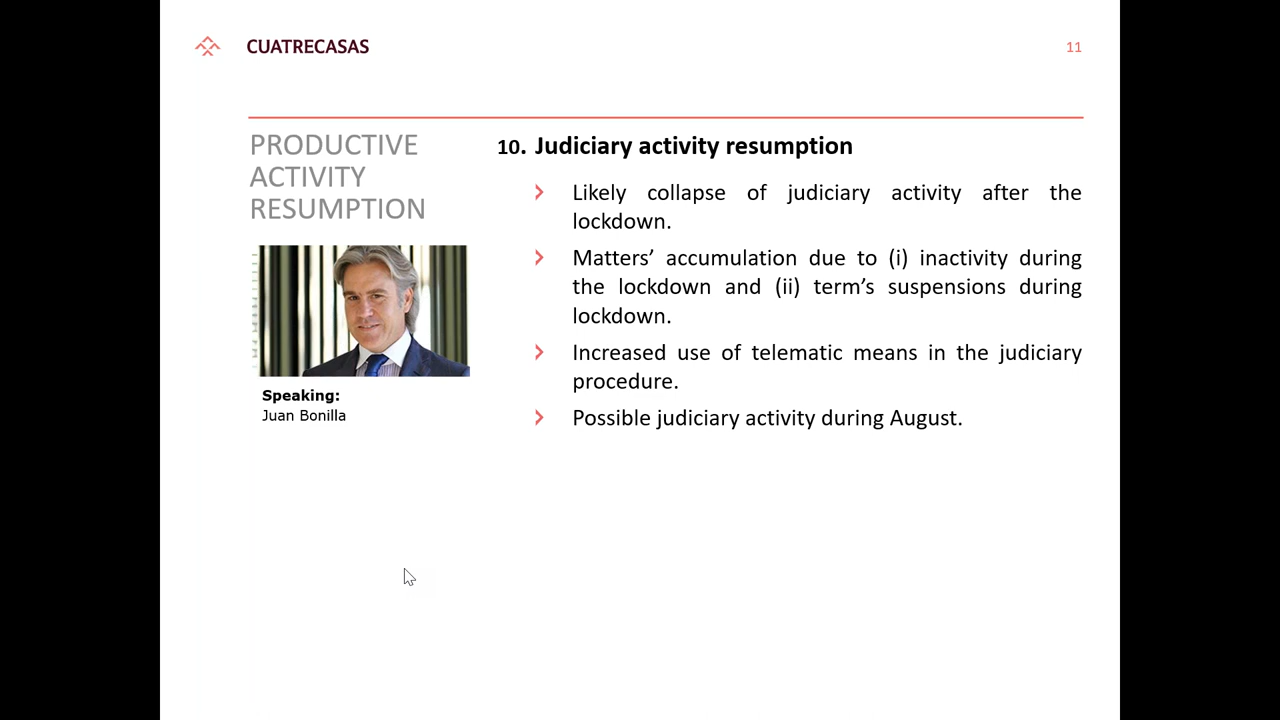 CUATRECASAS
11
PRODUCTIVE
ACTIVITY
RESUMPTION
Speaking:
Juan Bonilla
10. Judiciary activity resumption
Likely collapse of judiciary activity after the
lockdown.
Matters’ accumulation due to (i) inactivity during
the lockdown and (ii) term’s suspensions during
lockdown.
Increased use of telematic means in the judiciary
procedure.
Possible judiciary activity during August.